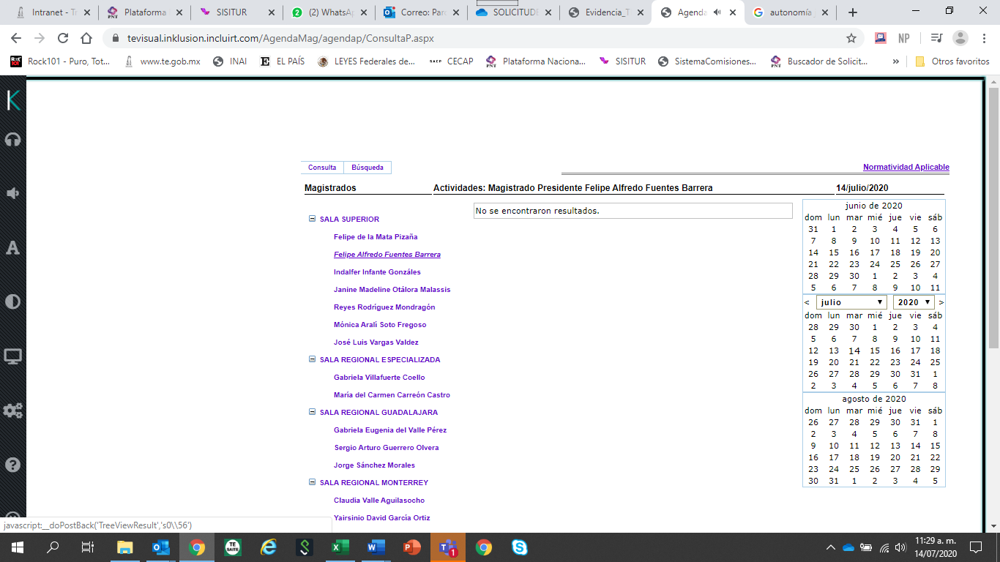 Intranet - Tr
Plataforma
SISITUR
(2) WhatsAp
Correo: Parc
SOLICITUDE
Evidencia_T
Agenda
autonomía j
tevisual.inklusion.incluirt.com/AgendaMag/agendap/ConsultaP.aspx
NP
Rock101 - Puro, Tot...
www.te.gob.mx
INAI
EL PAÍS
LEYES Federales de...
CECAP
Plataforma Naciona...
SISITUR
SistemaComisiones...
Buscador de Solicit...
»
Otros favoritos
Consulta
Búsqueda
Normatividad Aplicable
Magistrados
Actividades: Magistrado Presidente Felipe Alfredo Fuentes Barrera
14/julio/2020
No se encontraron resultados.
SALA SUPERIOR
Felipe de la Mata Pizaña
Felipe Alfredo Fuentes Barrera
Indalfer Infante Gonzáles
Janine Madeline Otálora Malassis
Reyes Rodríguez Mondragón
Mónica Aralí Soto Fregoso
José Luis Vargas Valdez
SALA REGIONAL ESPECIALIZADA
Gabriela Villafuerte Coello
María del Carmen Carreón Castro
SALA REGIONAL GUADALAJARA
Gabriela Eugenia del Valle Pérez
Sergio Arturo Guerrero Olvera
Jorge Sánchez Morales
SALA REGIONAL MONTERREY
Claudia Valle Aguilasocho
Yairsinio David García Ortiz
junio de 2020
dom lun mar mié jue vie sáb
31 1 2 3 4 5 6
7 8 9 10 11 12 13
14 15 16 17 18 19 20
21 22 23 24 25 26 27
28 29 30 1 2 3 4
5 6 7 8 9 10 11
< julio 2020 >
dom lun mar mié jue vie sáb
28 29 30 1 2 3 4
5 6 7 8 9 10 11
12 13 14 15 16 17 18
19 20 21 22 23 24 25
26 27 28 29 30 31 1
2 3 4 5 6 7 8
agosto de 2020
dom lun mar mié jue vie sáb
26 27 28 29 30 31 1
2 3 4 5 6 7 8
9 10 11 12 13 14 15
16 17 18 19 20 21 22
23 24 25 26 27 28 29
30 31 1 2 3 4 5
javascript:__doPostBack('TreeViewResult','s0\\56')
TE
SAITE
1
11:29 a. m.
14/07/2020